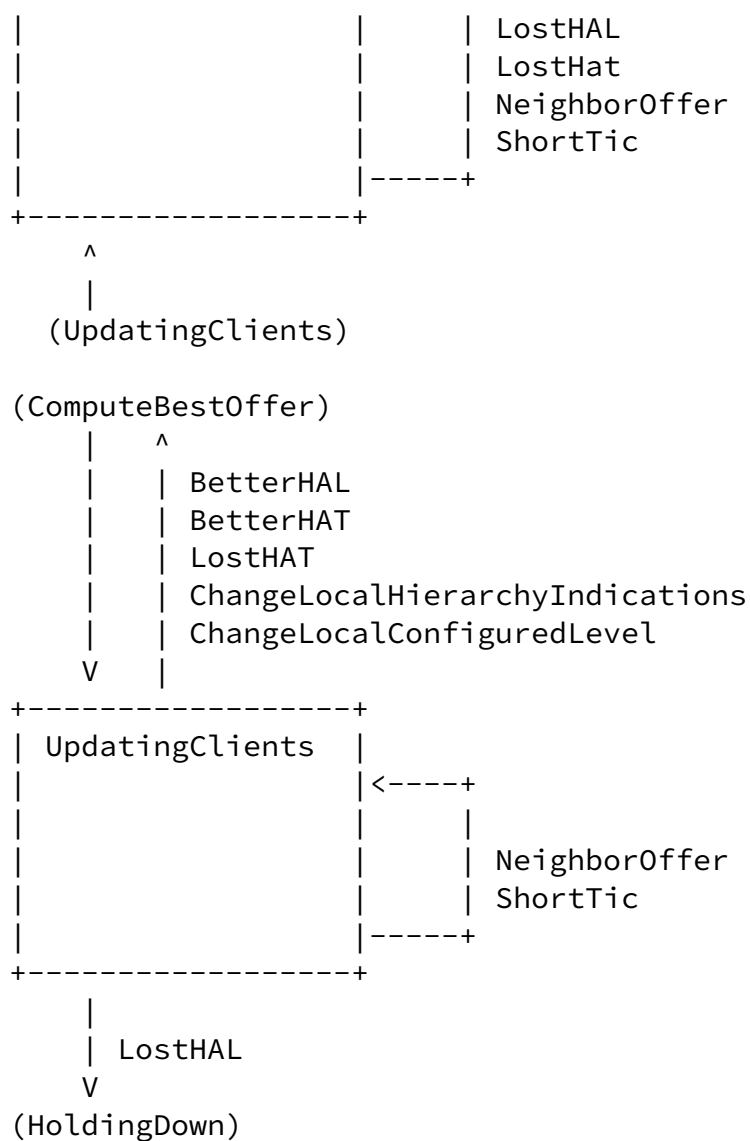 LostHAL
LostHat
NeighborOffer
ShortTic
(UpdatingClients)
(ComputeBestOffer)
BetterHAL
BetterHAT
LostHAT
ChangeLocalHierarchyIndications
ChangeLocalConfiguredLevel
V
UpdatingClients
NeighborOffer
ShortTic
LostHAL
V
(HoldingDown)